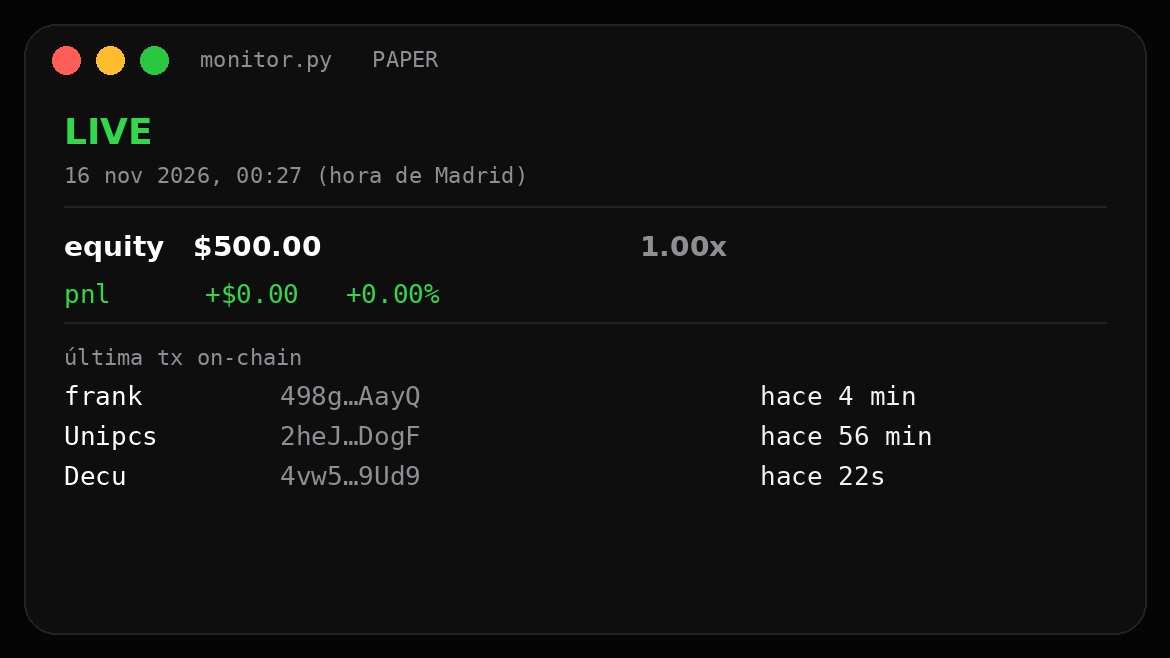 monitor.py PAPER
LIVE
16 nov 2026, 00:27 (hora de Madrid)
equity $500.00 1.00x
pnl +$0.00 +0.00%
última tx on-chain
frank 498g…AayQ hace 4 min
Unipcs 2heJ…DogF hace 56 min
Decu 4vw5…9Ud9 hace 22s